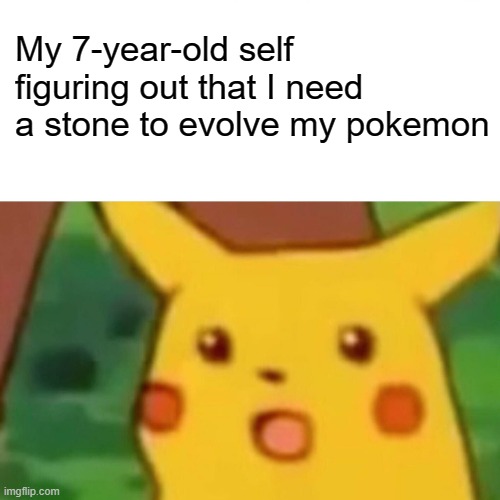 My 7-year-old self
figuring out that I need
a stone to evolve my pokemon
imgflip.com